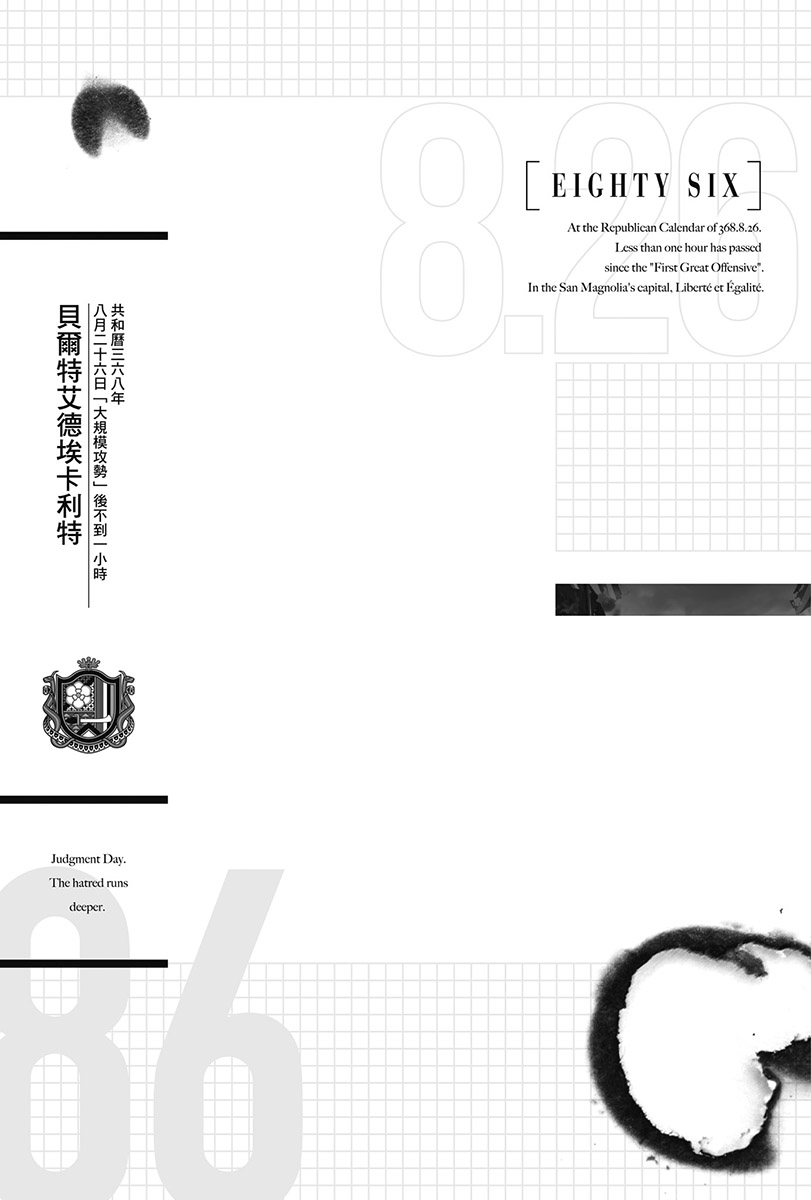 8.26
[EIGHTY SIX]
At the Republican Calendar of 368.8.26.
Less than one hour has passed
since the "First Great Offensive".
In the San Magnolia's capital, Liberté et Égalité.
共和曆三六八年
八月二十六日「大規模攻勢」後不到一小時
貝爾特艾德埃卡利特
Judgment Day.
The hatred runs
deeper.
86